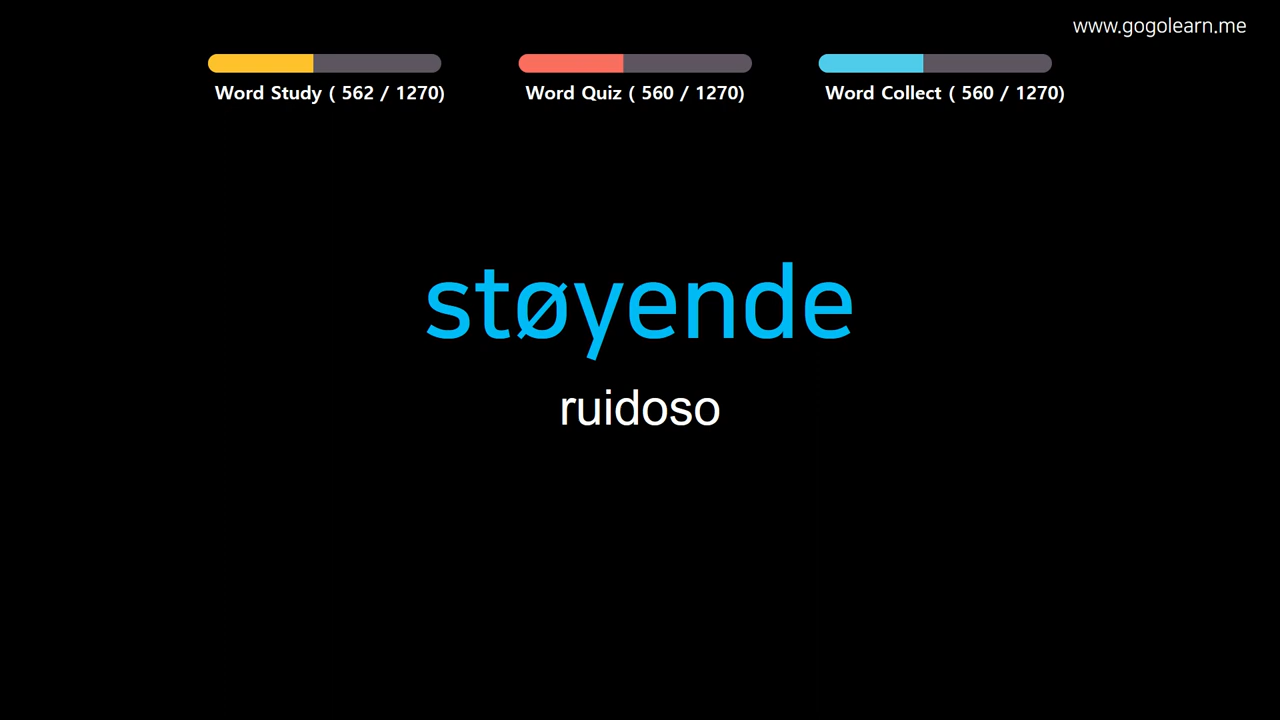 www.gogolearn.me
Word Study ( 562 / 1270)
Word Quiz ( 560 / 1270)
Word Collect ( 560 / 1270)
støyende
ruidoso